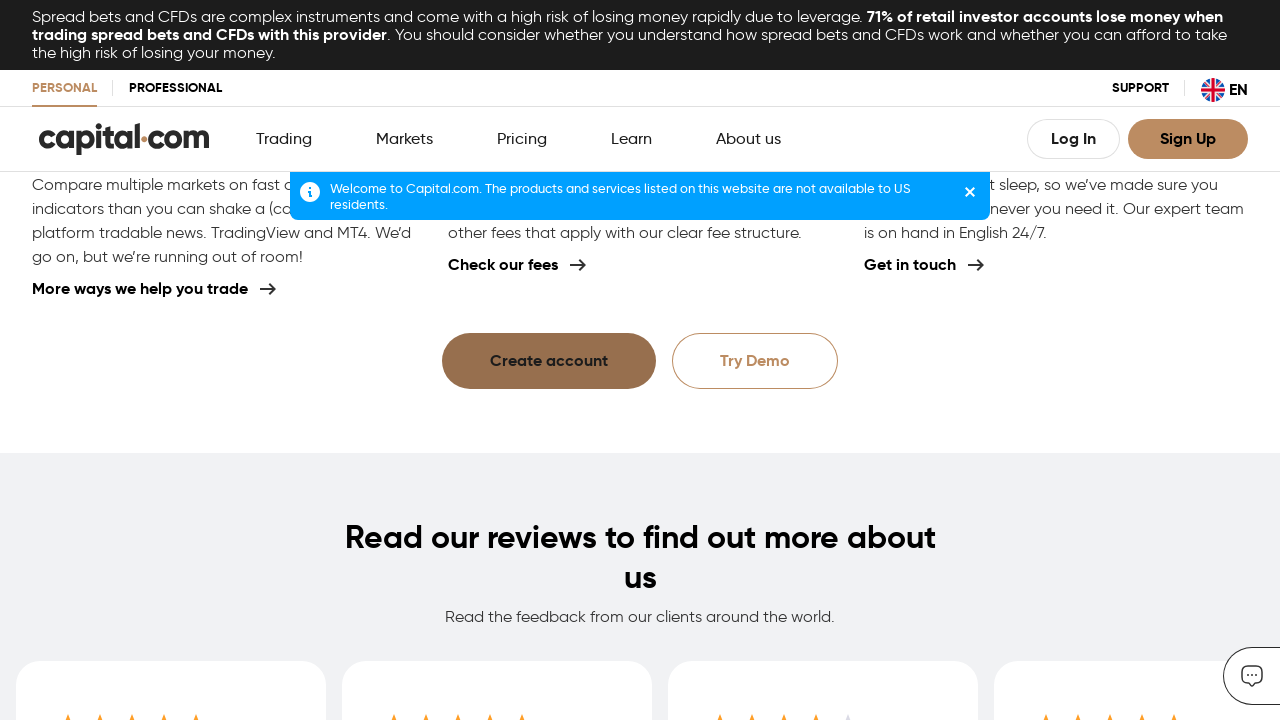 Spread bets and CFDs are complex instruments and come with a high risk of losing money rapidly due to leverage. 71% of retail investor accounts lose money when
trading spread bets and CFDs with this provider. You should consider whether you understand how spread bets and CFDs work and whether you can afford to take
the high risk of losing your money.
PERSONAL PROFESSIONAL SUPPORT EN
capital.com Trading Markets Pricing Learn About us Log In Sign Up
Welcome to Capital.com. The products and services listed on this website are not available to US
residents.
Compare multiple markets on fast
indicators than you can shake a
platform tradable news. TradingView and MT4. We’d
go on, but we’re running out of room!
More ways we help you trade
other fees that apply with our clear fee structure.
Check our fees
sleep, so we’ve made sure you
you need it. Our expert team
is on hand in English 24/7.
Get in touch
Create account Try Demo
Read our reviews to find out more about
us
Read the feedback from our clients around the world.